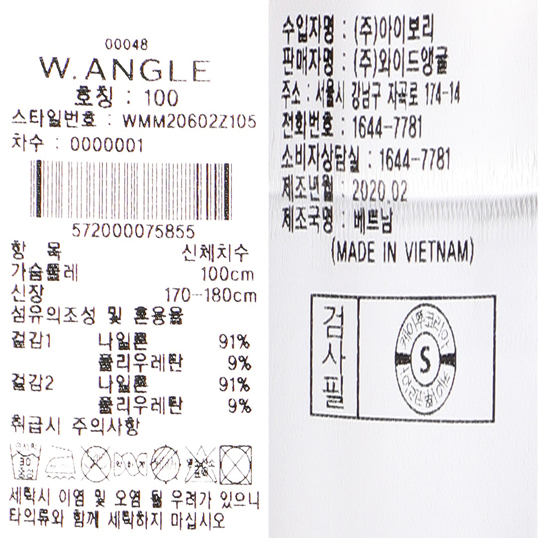 00048
W.ANGLE
호칭 : 100
스타일번호 : WMM20602Z105
차수 : 0000001
572000075855
항 목 신체치수
가슴둘레 100cm
신장 170-180cm
섬유의조성 및 혼용율
겉감1 나일론 91%
폴리우레탄 9%
겉감2 나일론 91%
폴리우레탄 9%
취급시 주의사항
30
중성
세탁시 이염 및 오염 될 우려가 있으니
타의류와 함께 세탁하지 마십시오
수입자명 : (주)아이보리
판매자명 : (주)와이드앵글
주소 : 서울시 강남구 자곡로 174-14
전화번호 : 1644-7781
소비자상담실 : 1644-7781
제조년월 : 2020.02
제조국명 : 베트남
(MADE IN VIETNAM)
검사필
S